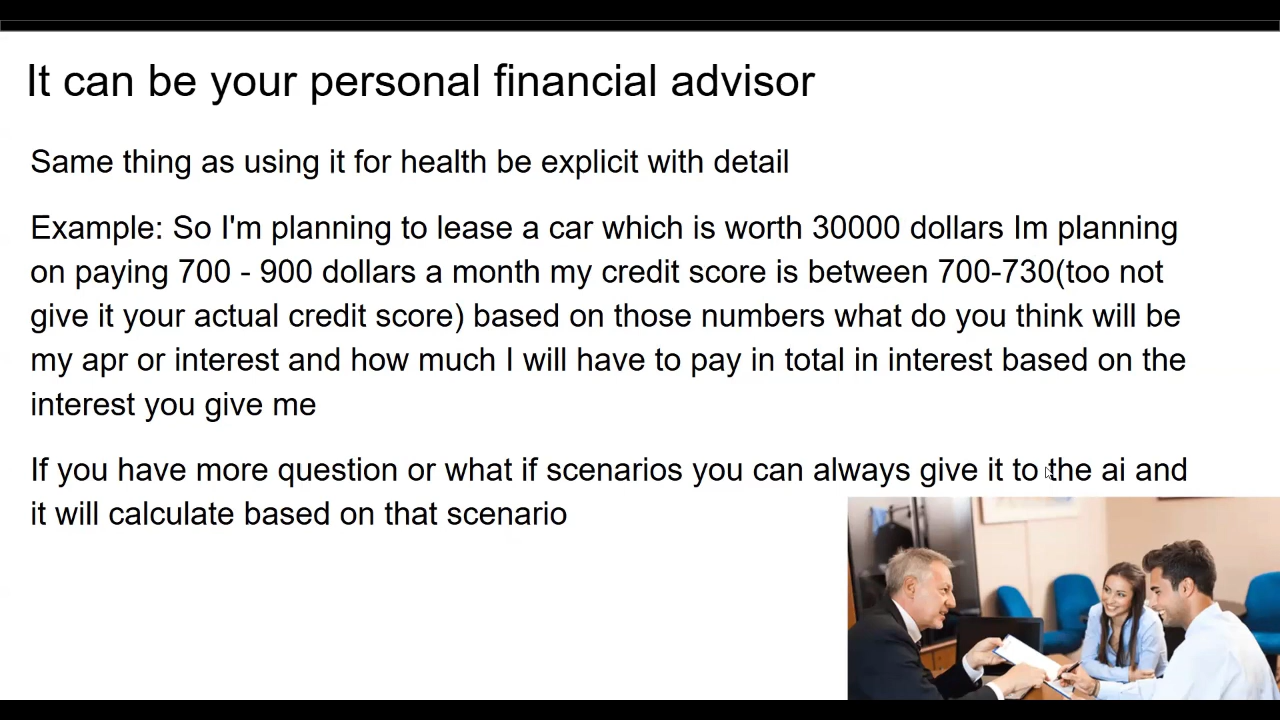 It can be your personal financial advisor
Same thing as using it for health be explicit with detail
Example: So I'm planning to lease a car which is worth 30000 dollars Im planning
on paying 700 - 900 dollars a month my credit score is between 700-730(too not
give it your actual credit score) based on those numbers what do you think will be
my apr or interest and how much I will have to pay in total in interest based on the
interest you give me
If you have more question or what if scenarios you can always give it to the ai and
it will calculate based on that scenario